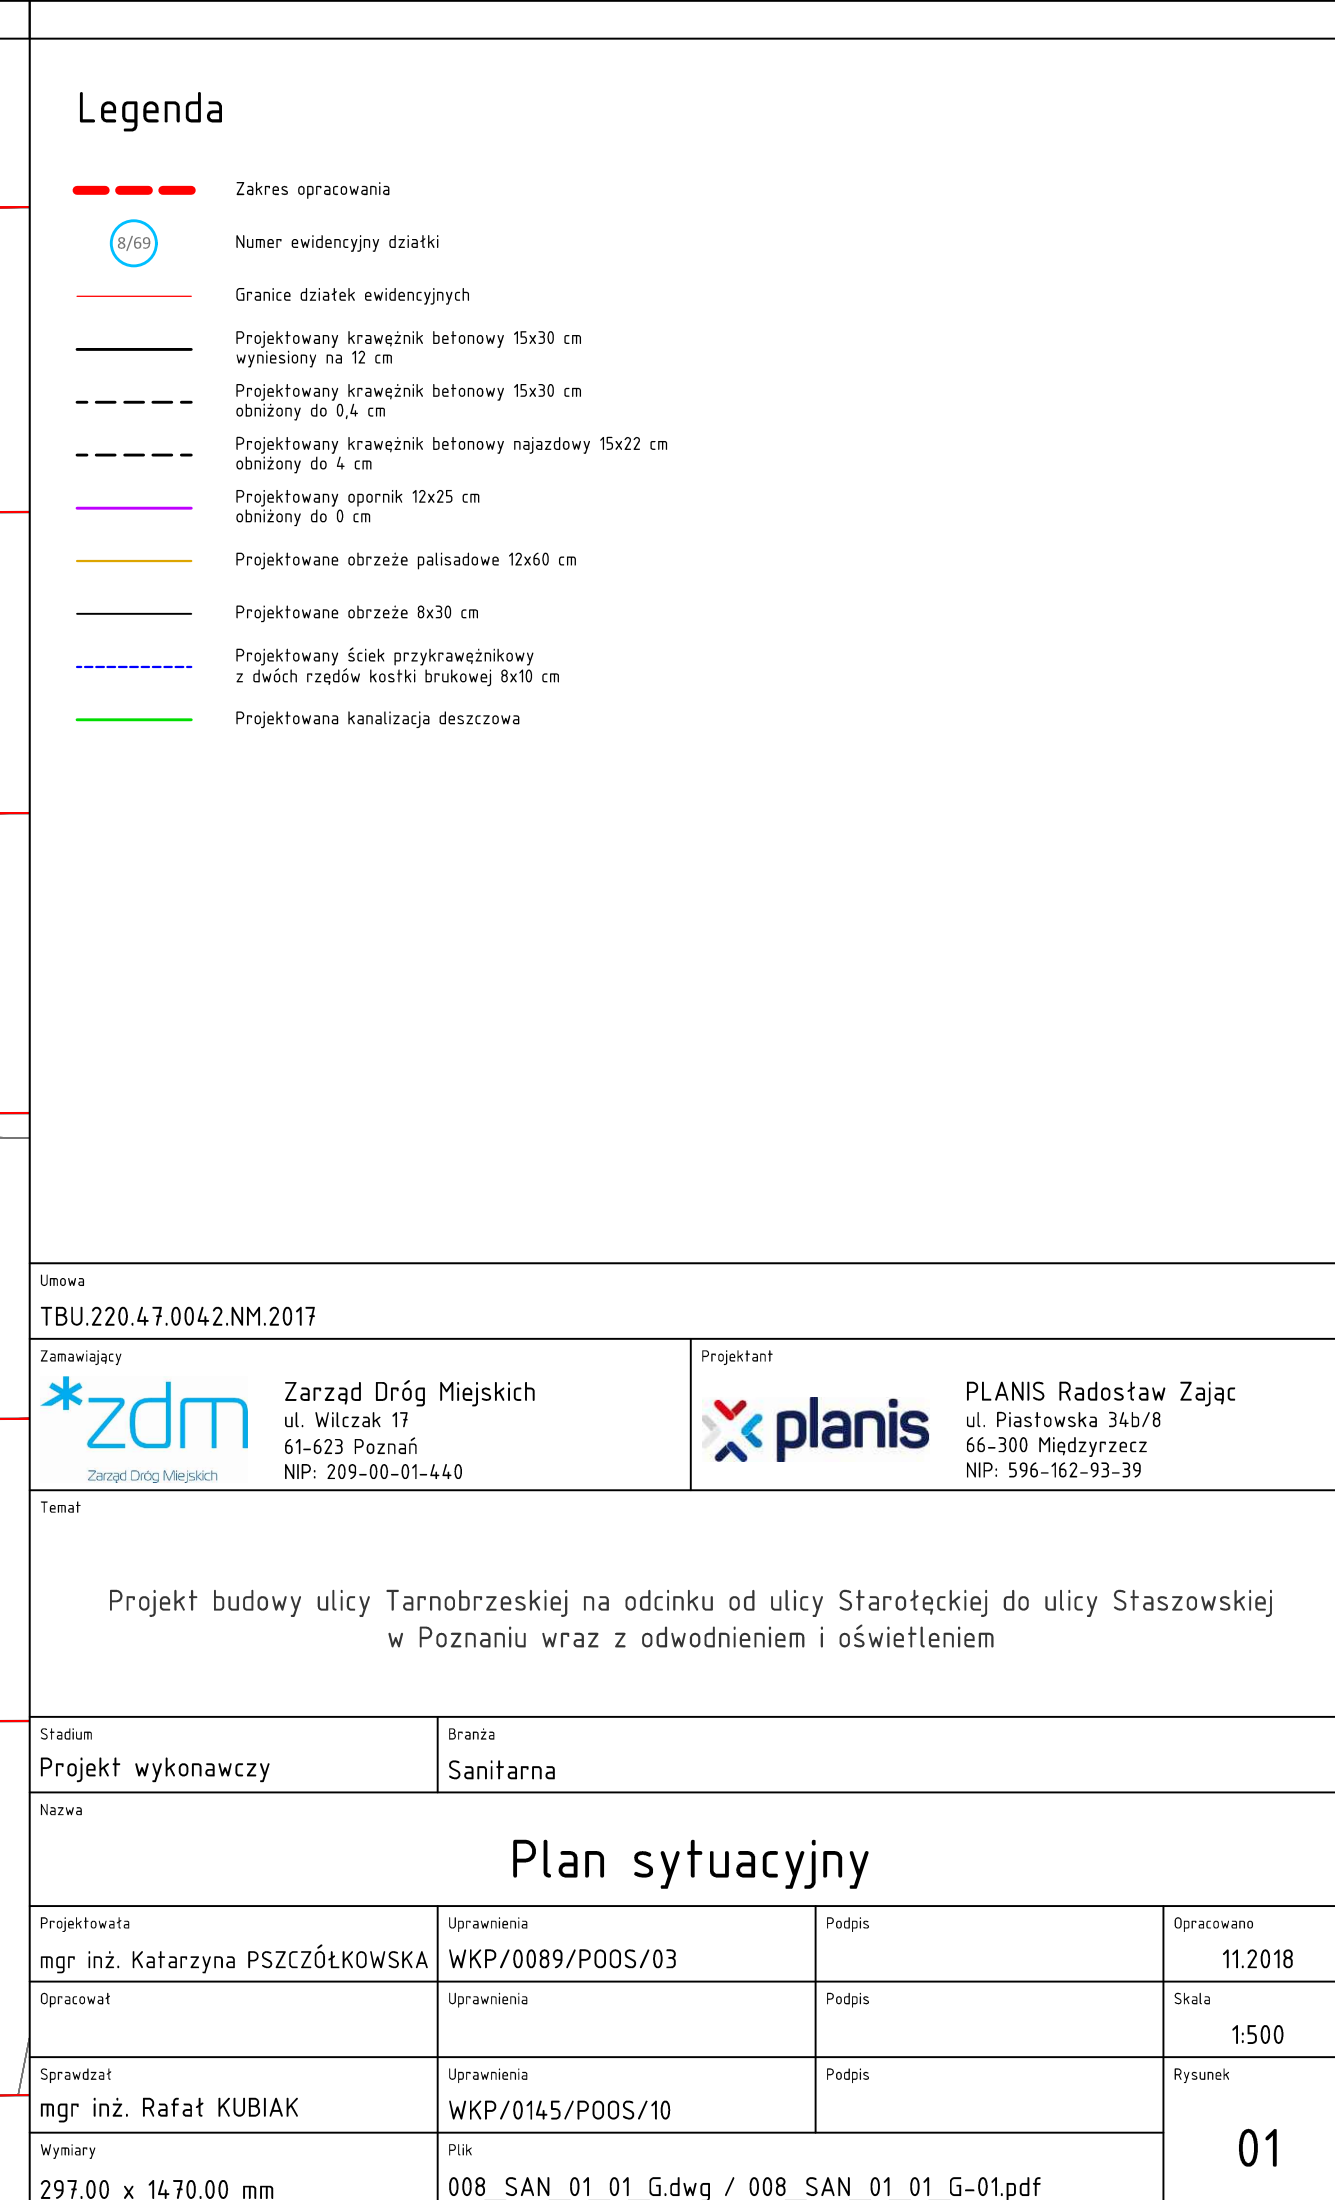 Legenda
Zakres opracowania
8/69
Numer ewidencyjny działki
Granice działek ewidencyjnych
Projektowany krawężnik betonowy 15x30 cm
wyniesiony na 12 cm
Projektowany krawężnik betonowy 15x30 cm
obniżony do 0,4 cm
Projektowany krawężnik betonowy najazdowy 15x22 cm
obniżony do 4 cm
Projektowany opornik 12x25 cm
obniżony do 0 cm
Projektowane obrzeże palisadowe 12x60 cm
Projektowane obrzeże 8x30 cm
Projektowany ściek przykrawężnikowy
z dwóch rzędów kostki brukowej 8x10 cm
Projektowana kanalizacja deszczowa
Umowa
TBU.220.47.0042.NM.2017
Zamawiający
zdm
Zarząd Dróg Miejskich
Zarząd Dróg Miejskich
ul. Wilczak 17
61-623 Poznań
NIP: 209-00-01-440
Projektant
planis
PLANIS Radosław Zając
ul. Piastowska 34b/8
66-300 Międzyrzecz
NIP: 596-162-93-39
Temat
Projekt budowy ulicy Tarnobrzeskiej na odcinku od ulicy Starołęckiej do ulicy Staszowskiej
w Poznaniu wraz z odwodnieniem i oświetleniem
Stadium
Projekt wykonawczy
Branża
Sanitarna
Nazwa
Plan sytuacyjny
Projektowała
mgr inż. Katarzyna PSZCZÓŁKOWSKA
Uprawnienia
WKP/0089/POOS/03
Podpis
Opracowano
11.2018
Opracował
Uprawnienia
Podpis
Skala
1:500
Sprawdzał
mgr inż. Rafał KUBIAK
Uprawnienia
WKP/0145/POOS/10
Podpis
Rysunek
01
Wymiary
297.00 x 1470.00 mm
Plik
008_SAN_01_01_G.dwg / 008_SAN_01_01_G-01.pdf